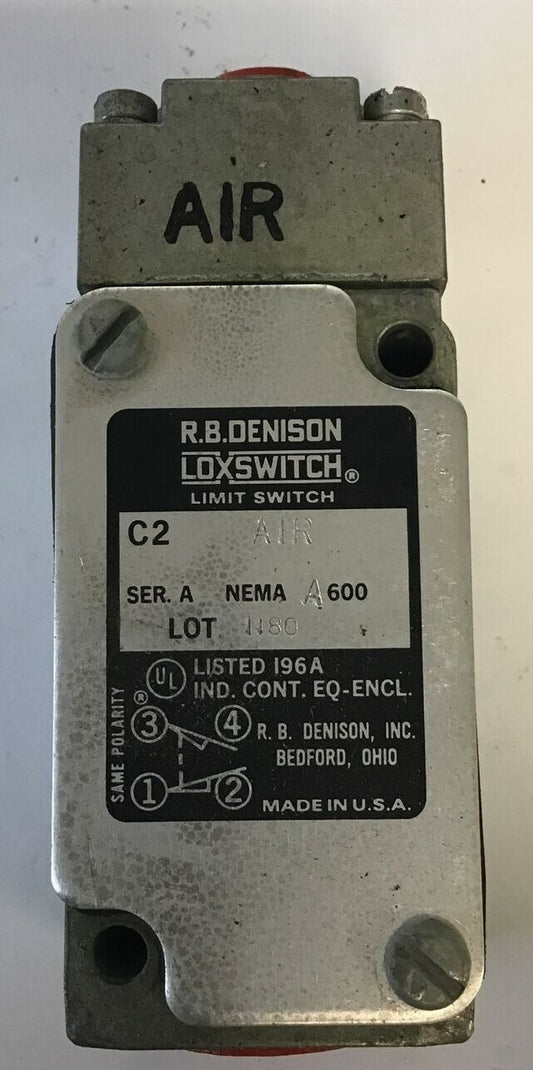 AIR
R.B.DENISON
LOXSWITCH®
LIMIT SWITCH
C2 AIR
SER. A NEMA A 600
LOT 1180
UL LISTED 196A
® IND. CONT. EQ-ENCL.
SAME POLARITY
3 4 R. B. DENISON, INC.
BEDFORD, OHIO
1 2
MADE IN U.S.A.